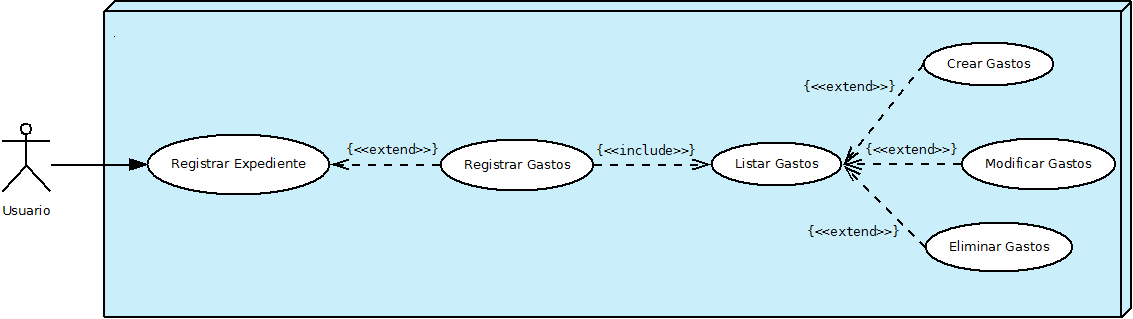 Crear Gastos
{<<extend>>}
Registrar Expediente
{<<extend>>}
Registrar Gastos
{<<include>>}
Listar Gastos
{<<extend>>}
Modificar Gastos
Usuario
{<<extend>>}
Eliminar Gastos